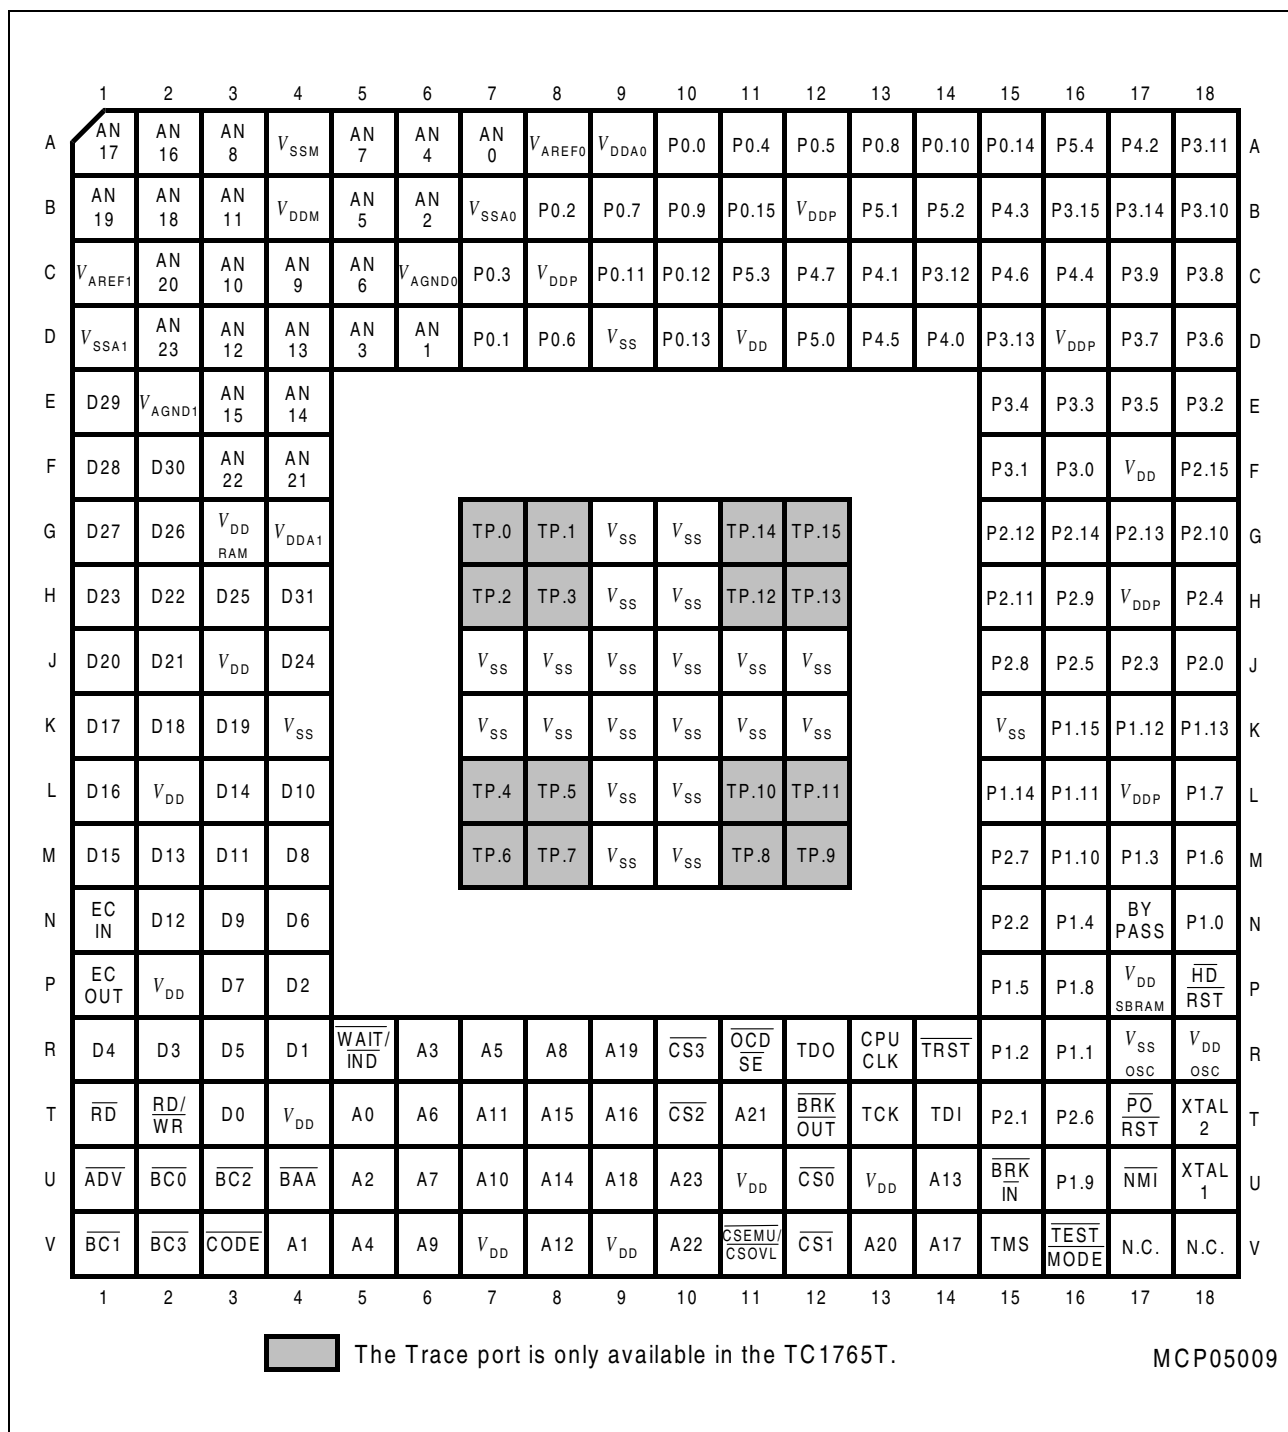 1 2 3 4 5 6 7 8 9 10 11 12 13 14 15 16 17 18
A AN 17 AN 16 AN 8 VSSM AN 7 AN 4 AN 0 VAREF0 VDDA0 P0.0 P0.4 P0.5 P0.8 P0.10 P0.14 P5.4 P4.2 P3.11 A
B AN 19 AN 18 AN 11 VDDM AN 5 AN 2 VSSA0 P0.2 P0.7 P0.9 P0.15 VDDP P5.1 P5.2 P4.3 P3.15 P3.14 P3.10 B
C VAREF1 AN 20 AN 10 AN 9 AN 6 VAGND0 P0.3 VDDP P0.11 P0.12 P5.3 P4.7 P4.1 P3.12 P4.6 P4.4 P3.9 P3.8 C
D VSSA1 AN 23 AN 12 AN 13 AN 3 AN 1 P0.1 P0.6 VSS P0.13 VDD P5.0 P4.5 P4.0 P3.13 VDDP P3.7 P3.6 D
E D29 VAGND1 AN 15 AN 14 P3.4 P3.3 P3.5 P3.2 E
F D28 D30 AN 22 AN 21 P3.1 P3.0 VDD P2.15 F
G D27 D26 VDD RAM VDDA1 TP.0 TP.1 VSS VSS TP.14 TP.15 P2.12 P2.14 P2.13 P2.10 G
H D23 D22 D25 D31 TP.2 TP.3 VSS VSS TP.12 TP.13 P2.11 P2.9 VDDP P2.4 H
J D20 D21 VDD D24 VSS VSS VSS VSS VSS VSS P2.8 P2.5 P2.3 P2.0 J
K D17 D18 D19 VSS VSS VSS VSS VSS VSS VSS VSS P1.15 P1.12 P1.13 K
L D16 VDD D14 D10 TP.4 TP.5 VSS VSS TP.10 TP.11 P1.14 P1.11 VDDP P1.7 L
M D15 D13 D11 D8 TP.6 TP.7 VSS VSS TP.8 TP.9 P2.7 P1.10 P1.3 P1.6 M
N EC IN D12 D9 D6 P2.2 P1.4 BY PASS P1.0 N
P EC OUT VDD D7 D2 P1.5 P1.8 VDD SBRAM HD RST P
R D4 D3 D5 D1 WAIT/ IND A3 A5 A8 A19 CS3 OCD SE TDO CPU CLK TRST P1.2 P1.1 VSS OSC VDD OSC R
T RD RD/ WR D0 VDD A0 A6 A11 A15 A16 CS2 A21 BRK OUT TCK TDI P2.1 P2.6 PO RST XTAL 2 T
U ADV BC0 BC2 BAA A2 A7 A10 A14 A18 A23 VDD CS0 VDD A13 BRK IN P1.9 NMI XTAL 1 U
V BC1 BC3 CODE A1 A4 A9 VDD A12 VDD A22 CSEMU/ CSOVL CS1 A20 A17 TMS TEST MODE N.C. N.C. V
1 2 3 4 5 6 7 8 9 10 11 12 13 14 15 16 17 18
The Trace port is only available in the TC1765T.
MCP05009